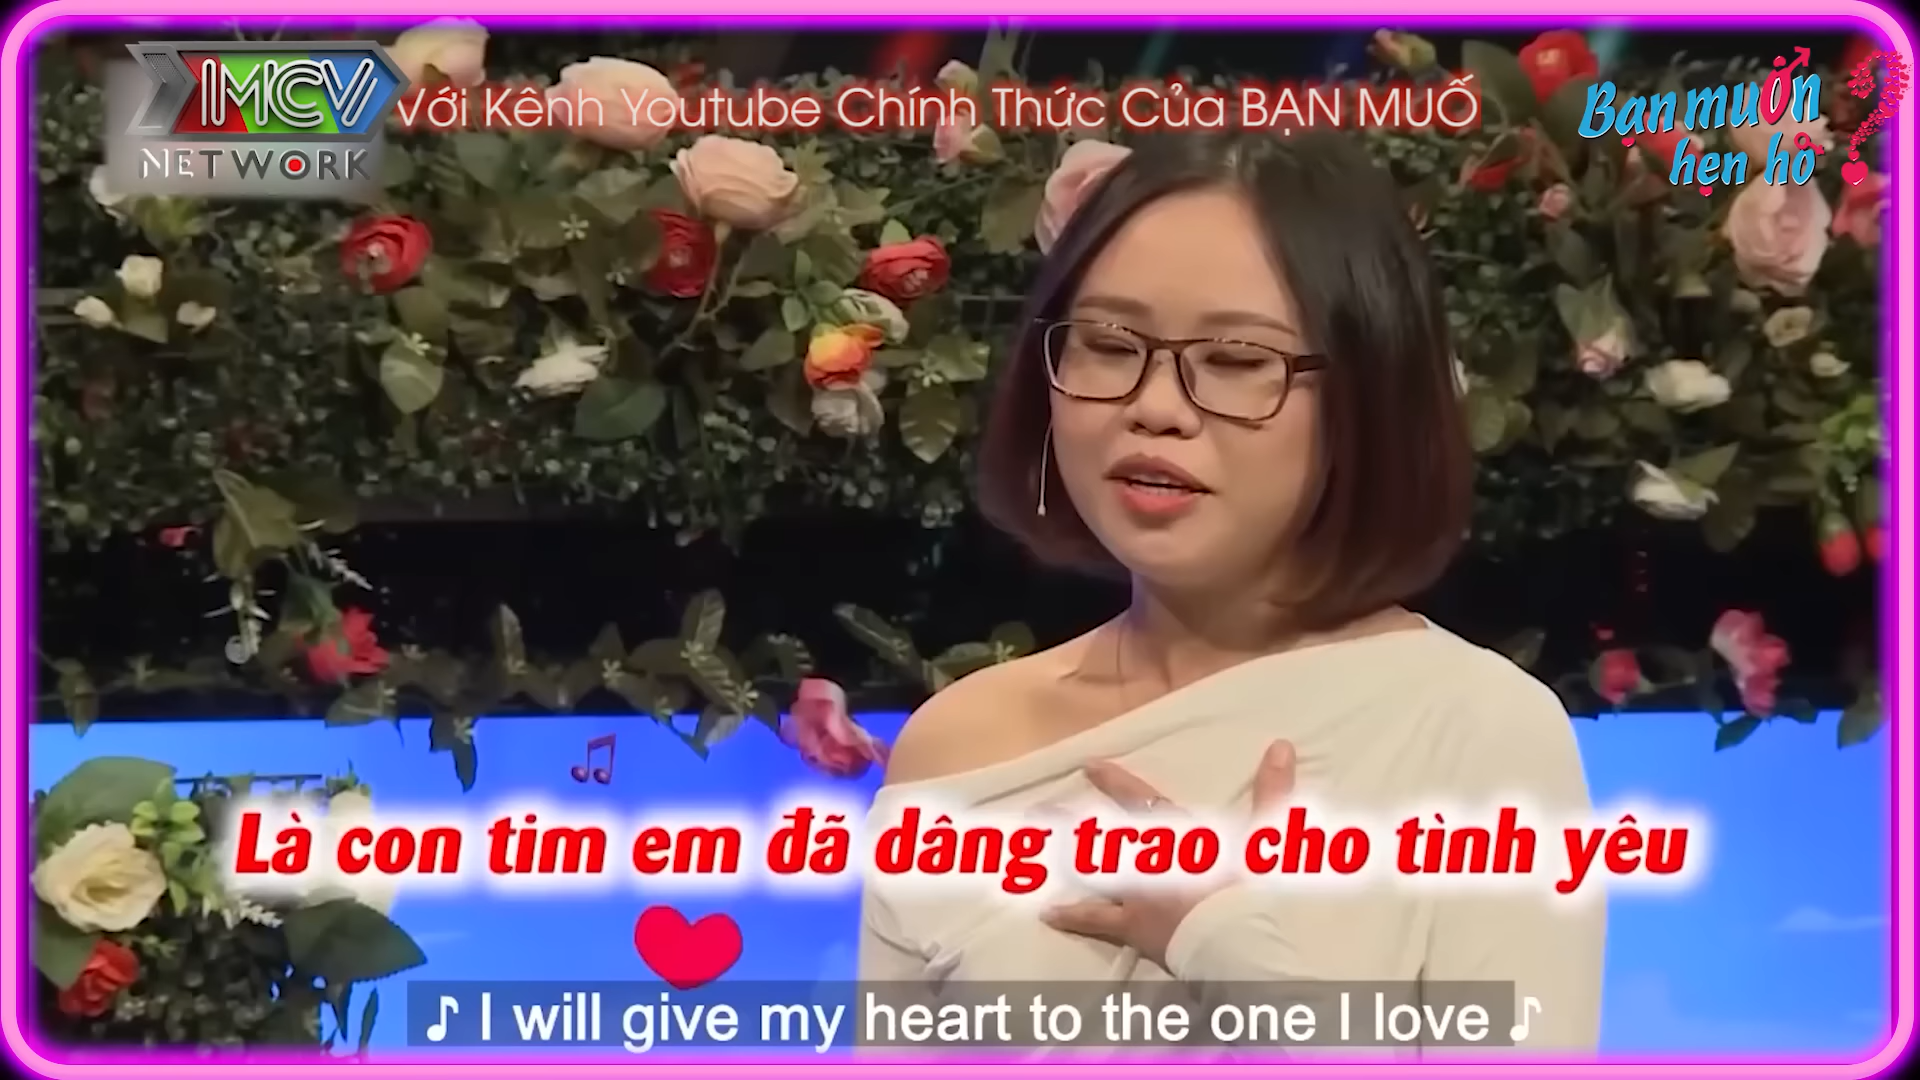 MCV
NETWORK
Với Kênh Youtube Chính Thức Của BẠN MUỐ
Bạn muốn
hẹn hò
Là con tim em đã dâng trao cho tình yêu
♪ I will give my heart to the one I love ♪